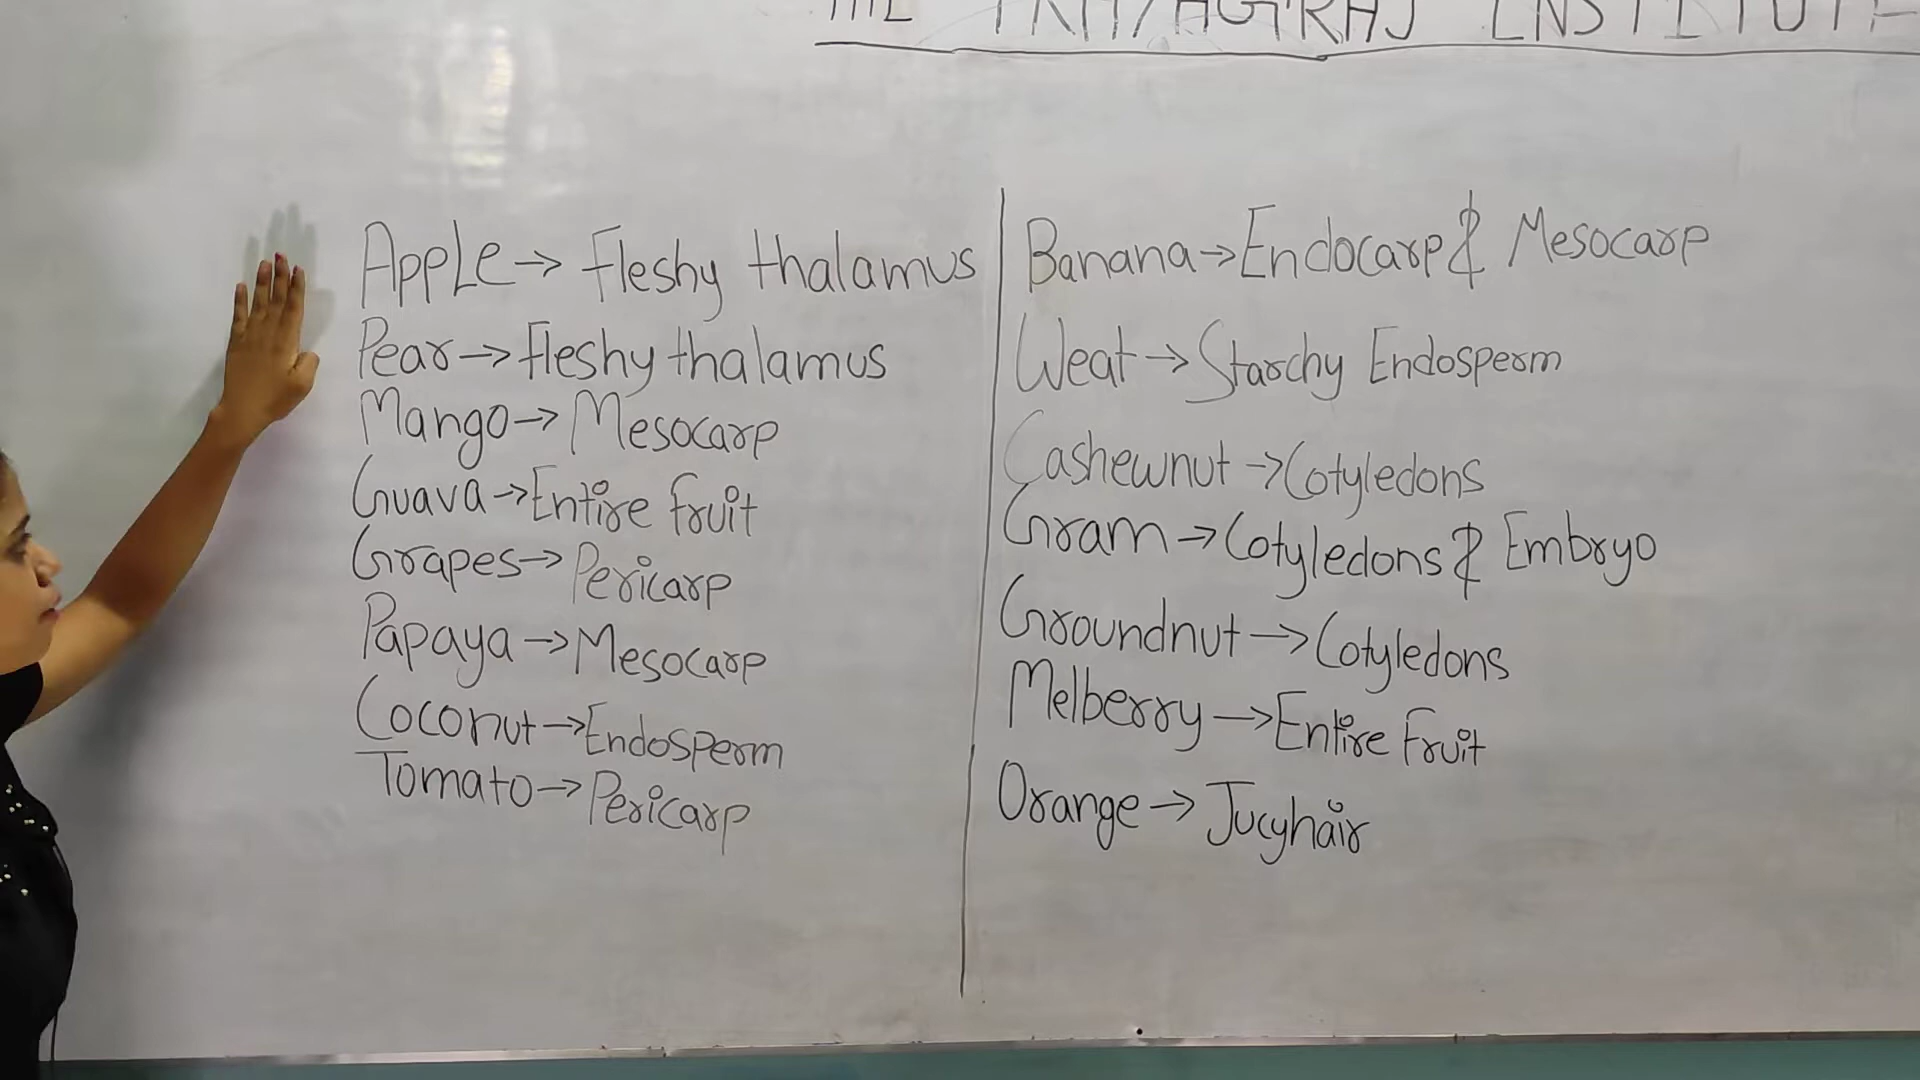 INSTITUTE
Apple → Fleshy thalamus
Pear → Fleshy thalamus
Mango → Mesocarp
Guava → Entire fruit
Grapes → Pericarp
Papaya → Mesocarp
Coconut → Endosperm
Tomato → Pericarp
Banana → Endocarp & Mesocarp
Weat → Starchy Endosperm
Cashewnut → Cotyledons
Gram → Cotyledons & Embryo
Groundnut → Cotyledons
Melberry → Entire Fruit
Orange → Jucyhair